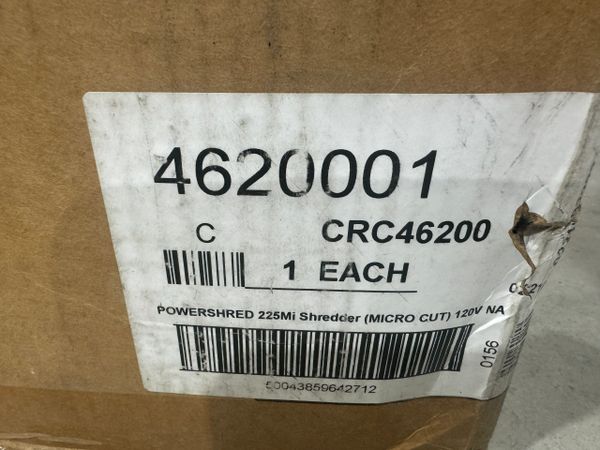 4620001
C CRC46200
1 EACH
POWERSHRED 225Mi Shredder (MICRO CUT) 120V NA
50043859642712
0156